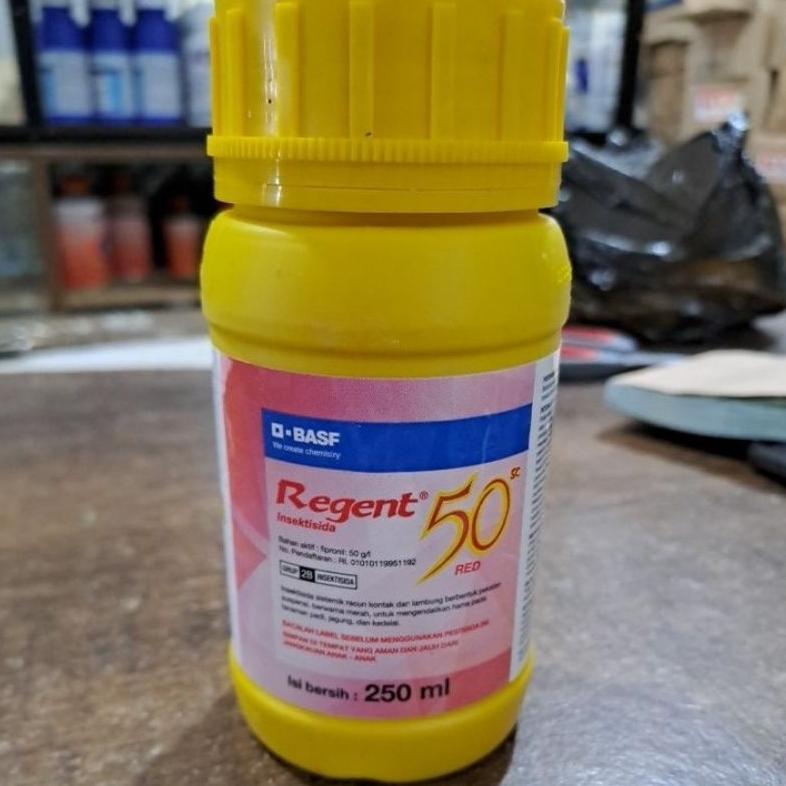 BASF
We create chemistry
Regent® 50 SC
Insektisida
RED
Bahan aktif : fipronil: 50 g/l
No. Pendaftaran : RI. 01010119951192
GRUP 2B INSEKTISIDA
Insektisida sistemik racun kontak dan lambung berbentuk pekatan
suspensi, berwarna merah, untuk mengendalikan hama pada
tanaman padi, jagung, dan kedelai.
BACALAH LABEL SEBELUM MENGGUNAKAN PESTISIDA INI
SIMPAN DI TEMPAT YANG AMAN DAN JAUH DARI
JANGKAUAN ANAK - ANAK
Isi bersih : 250 ml